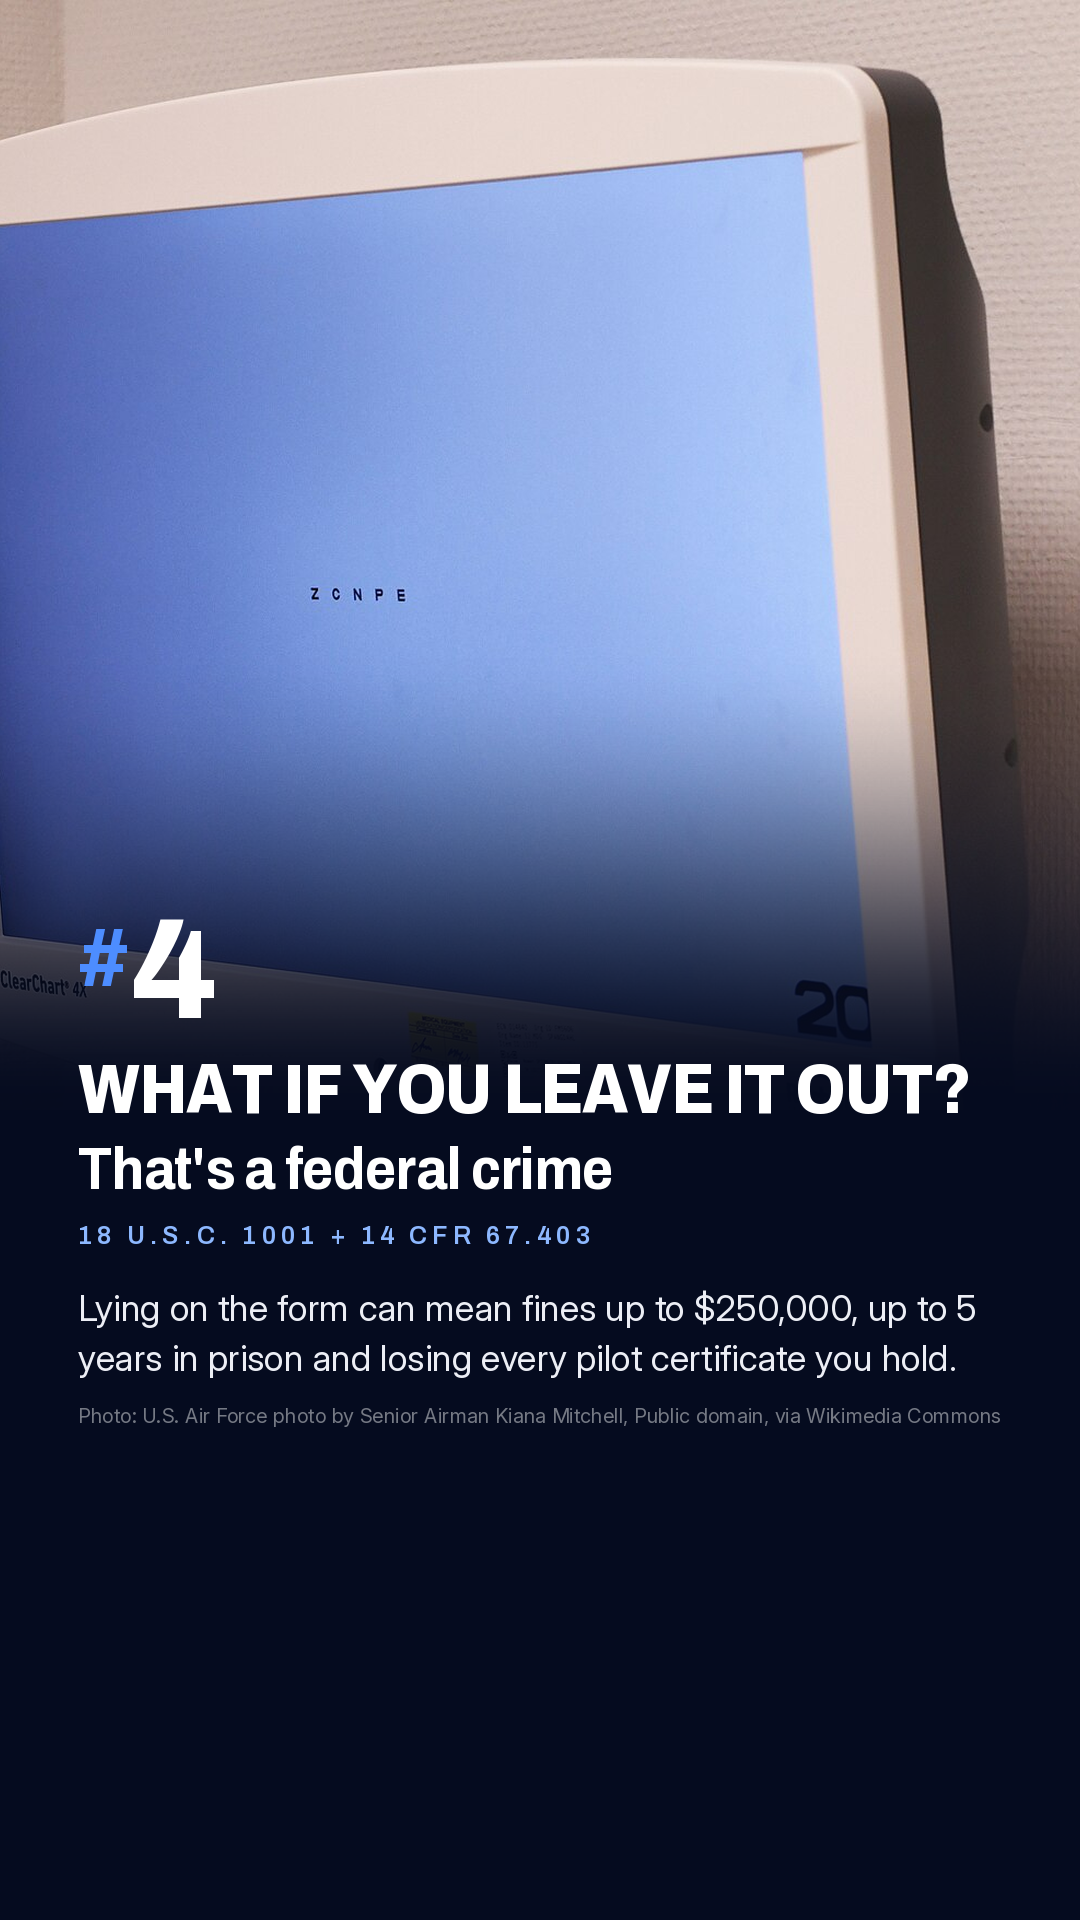 Z C N P E
ClearChart® 4X
20
#4
WHAT IF YOU LEAVE IT OUT?
That's a federal crime
18 U.S.C. 1001 + 14 CFR 67.403
Lying on the form can mean fines up to $250,000, up to 5
years in prison and losing every pilot certificate you hold.
Photo: U.S. Air Force photo by Senior Airman Kiana Mitchell, Public domain, via Wikimedia Commons